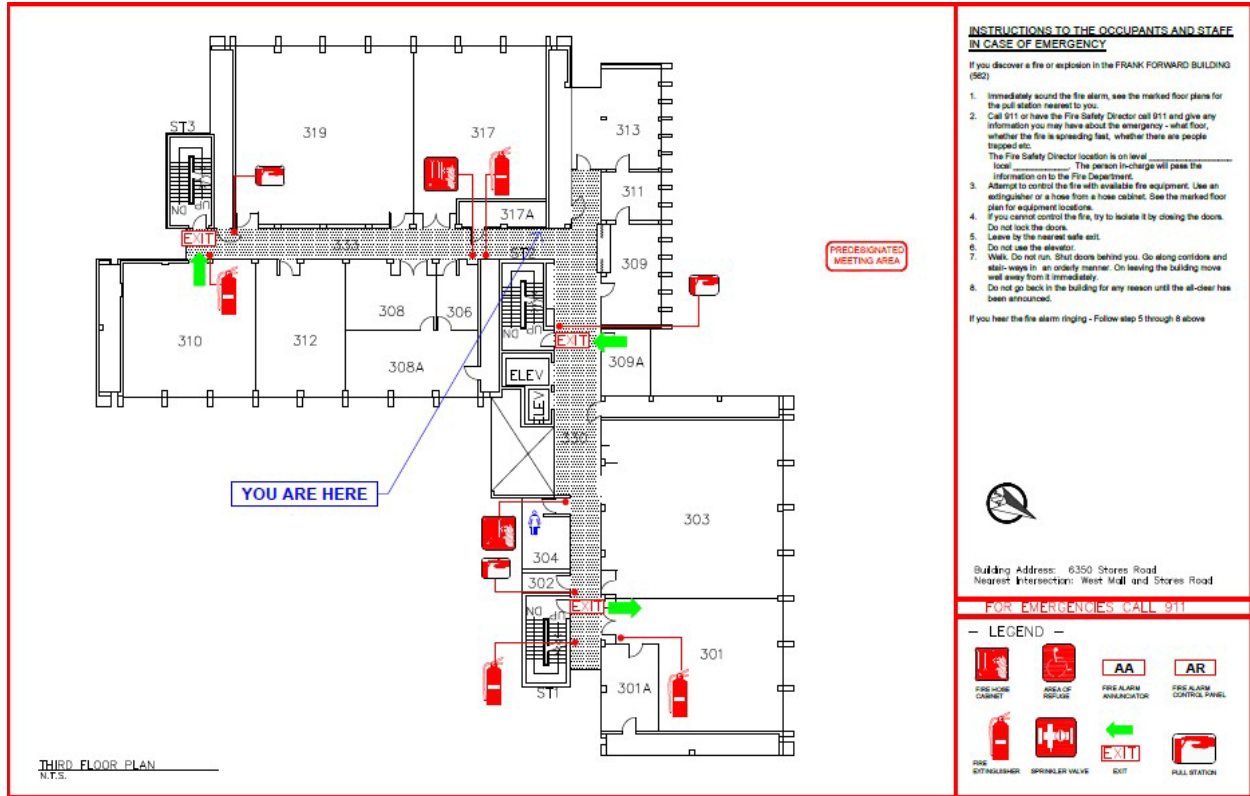 ST3
319
317
313
311
317A
EXIT
333
ST2
309
PREDESIGNATED
MEETING AREA
UP
DN
310
312
308
306
308A
UP
DN
EXIT
309A
ELEV
ELEV
330
YOU ARE HERE
303
304
302
EXIT
UP
DN
301
301A
ST1
THIRD FLOOR PLAN
N.T.S.
INSTRUCTIONS TO THE OCCUPANTS AND STAFF
IN CASE OF EMERGENCY
If you discover a fire or explosion in the FRANK FORWARD BUILDING
(562)
1. Immediately sound the fire alarm, see the marked floor plans for
the pull station nearest to you.
2. Call 911 or have the Fire Safety Director call 911 and give any
information you may have about the emergency - what floor,
whether the fire is spreeding fast, whether there are people
trapped etc.
The Fire Safety Director location is on level ____________
local ____________. The person in-charge will pass the
information on to the Fire Department.
3. Attempt to control the fire with available fire equipment. Use an
extinguisher or a hose from a hose cabinet. See the marked floor
plan for equipment locations.
4. If you cannot control the fire, try to isolate it by closing the doors.
Do not lock the doors.
5. Leave by the nearest safe exit.
6. Do not use the elevator.
7. Walk. Do not run. Shut doors behind you. Go along corridors and
stair-ways in an orderly manner. On leaving the building move
well away from it immediately.
8. Do not go back in the building for any reason until the all-clear has
been announced.
If you hear the fire alarm ringing - Follow step 5 through 8 above
Building Address: 6350 Stores Road
Nearest Intersection: West Mall and Stores Road
FOR EMERGENCIES CALL 911
- LEGEND -
AA
AR
FIRE HOSE
CABINET
AREA OF
REFUGE
FIRE ALARM
ANNUNCIATOR
FIRE ALARM
CONTROL PANEL
EXIT
FIRE
EXTINGUISHER
SPRINKLER VALVE
EXIT
PULL STATION